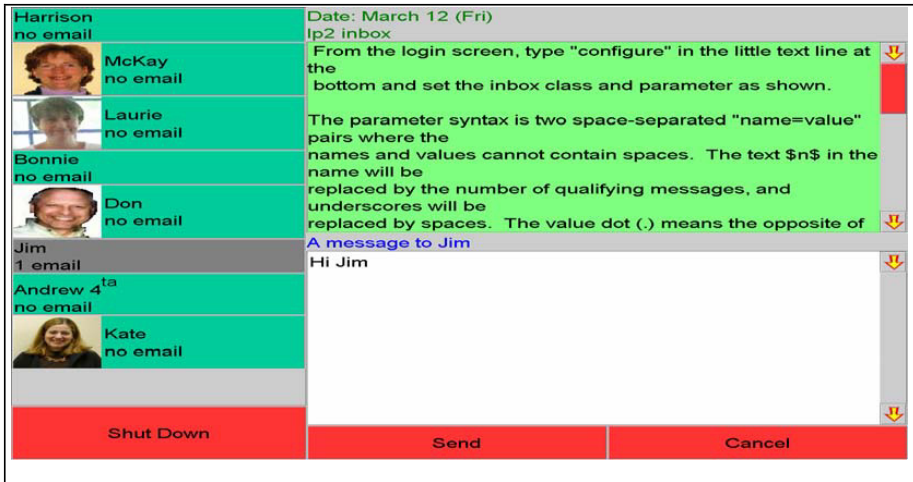 Harrison
no email
McKay
no email
Laurie
no email
Bonnie
no email
Don
no email
Jim
1 email
Andrew 4ta
no email
Kate
no email
Shut Down
Date: March 12 (Fri)
lp2 inbox
From the login screen, type "configure" in the little text line at
the
bottom and set the inbox class and parameter as shown.
The parameter syntax is two space-separated "name=value"
pairs where the
names and values cannot contain spaces. The text $n$ in the
name will be
replaced by the number of qualifying messages, and
underscores will be
replaced by spaces. The value dot (.) means the opposite of
A message to Jim
Hi Jim
Send
Cancel